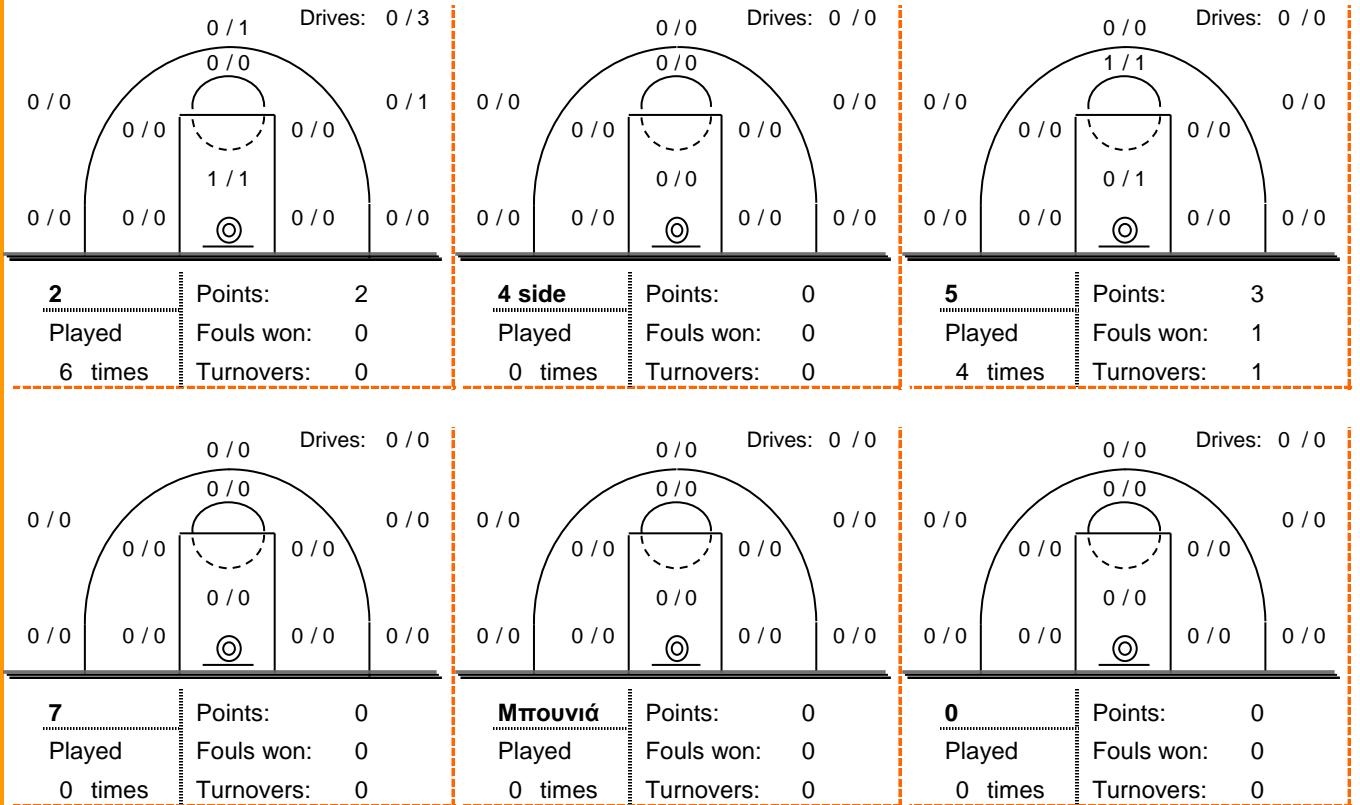 0 / 1 Drives: 0 / 3
0 / 0
0 / 0 0 / 1
0 / 0 0 / 0
1 / 1
0 / 0 0 / 0 0 / 0 0 / 0
2 Points: 2
Played Fouls won: 0
6 times Turnovers: 0
0 / 0 Drives: 0 / 0
0 / 0
0 / 0 0 / 0
0 / 0 0 / 0
0 / 0
0 / 0 0 / 0 0 / 0 0 / 0
4 side Points: 0
Played Fouls won: 0
0 times Turnovers: 0
0 / 0 Drives: 0 / 0
1 / 1
0 / 0 0 / 0
0 / 0 0 / 0
0 / 1
0 / 0 0 / 0 0 / 0 0 / 0
5 Points: 3
Played Fouls won: 1
4 times Turnovers: 1
0 / 0 Drives: 0 / 0
0 / 0
0 / 0 0 / 0
0 / 0 0 / 0
0 / 0
0 / 0 0 / 0 0 / 0 0 / 0
7 Points: 0
Played Fouls won: 0
0 times Turnovers: 0
0 / 0 Drives: 0 / 0
0 / 0
0 / 0 0 / 0
0 / 0 0 / 0
0 / 0
0 / 0 0 / 0 0 / 0 0 / 0
Μπουνιά Points: 0
Played Fouls won: 0
0 times Turnovers: 0
0 / 0 Drives: 0 / 0
0 / 0
0 / 0 0 / 0
0 / 0 0 / 0
0 / 0
0 / 0 0 / 0 0 / 0 0 / 0
0 Points: 0
Played Fouls won: 0
0 times Turnovers: 0